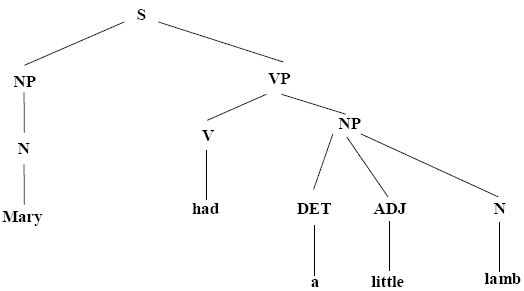 S
NP VP
V NP
N
Mary had DET ADJ N
a little lamb